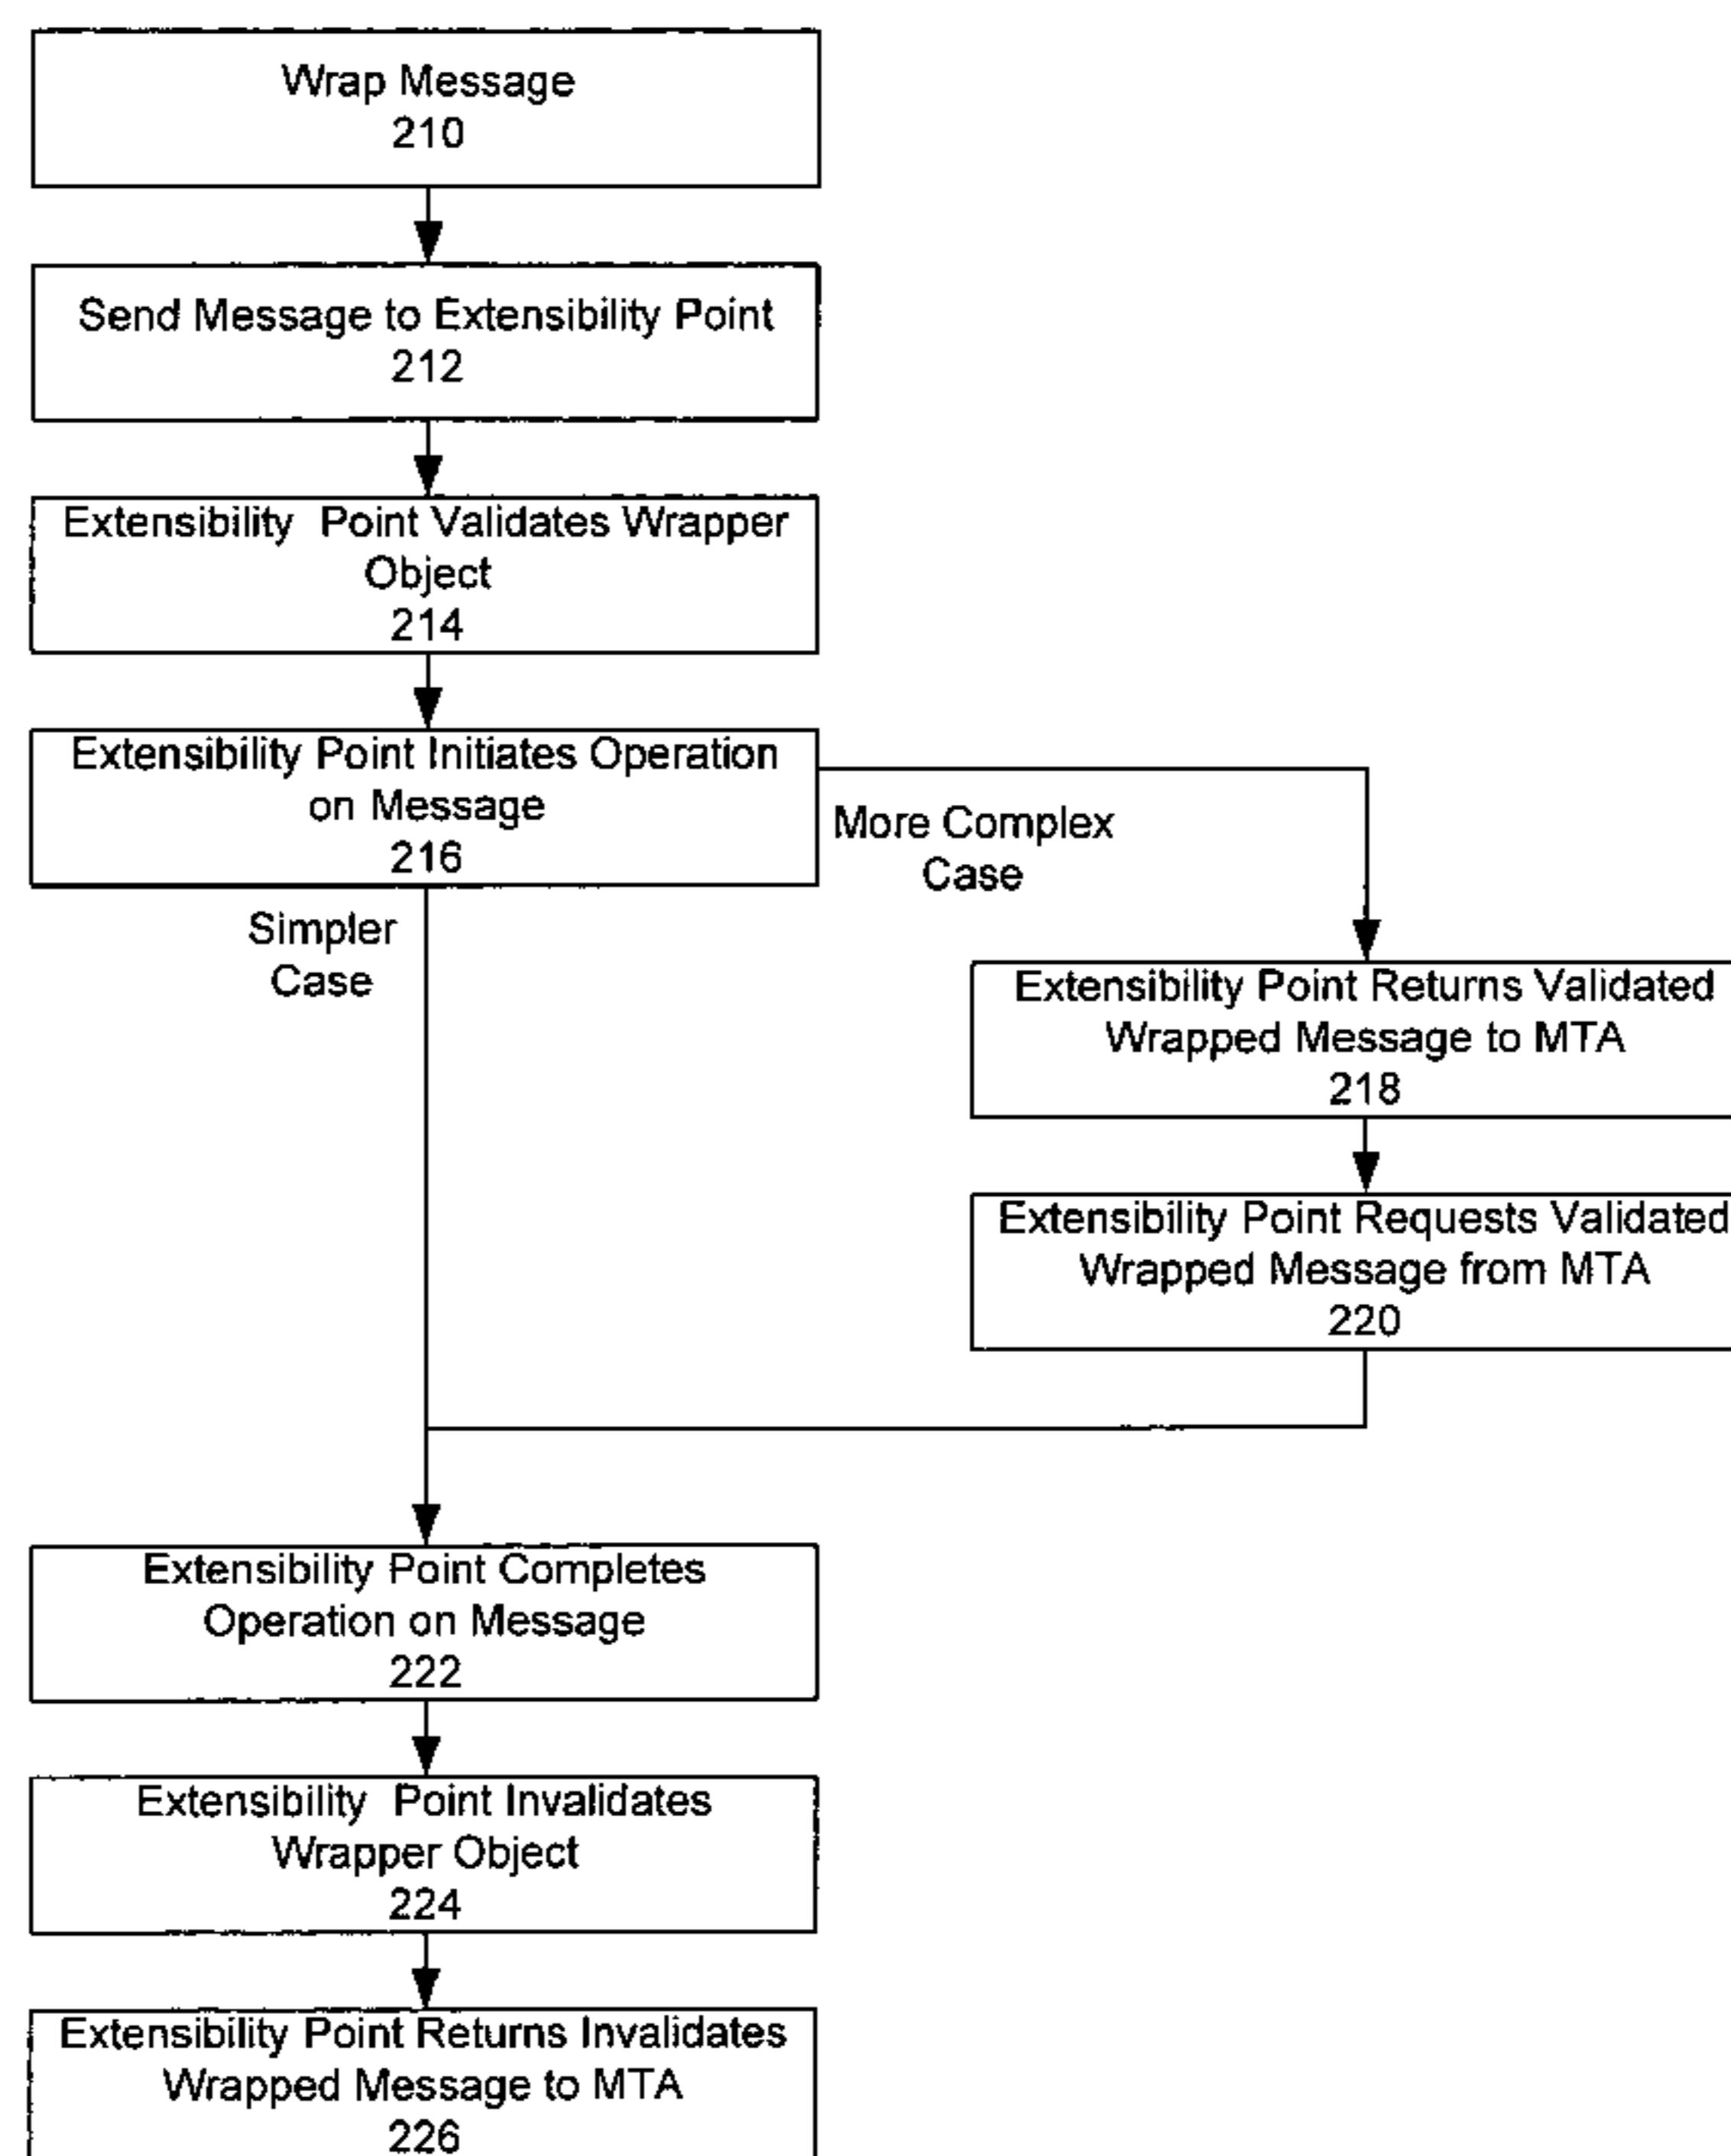 Wrap Message
210
Send Message to Extensibility Point
212
Extensibility Point Validates Wrapper
Object
214
Extensibility Point Initiates Operation
on Message
216
More Complex
Case
Simpler
Case
Extensibility Point Returns Validated
Wrapped Message to MTA
218
Extensibility Point Requests Validated
Wrapped Message from MTA
220
Extensibility Point Completes
Operation on Message
222
Extensibility Point Invalidates
Wrapper Object
224
Extensibility Point Returns Invalidates
Wrapped Message to MTA
226